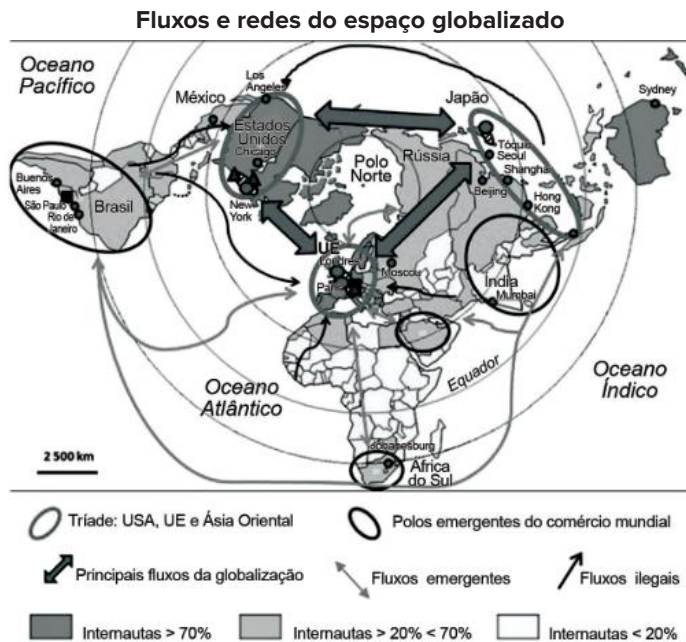 Fluxos e redes do espaço globalizado
Oceano
Pacífico
Los
Angeles
México
Estados
Unidos
Chicago
New York
Japão
Tóquio
Seoul
Rússia
Shanghai
Beijing
Hong
Kong
Sydney
Polo
Norte
Buenos
Aires
São Paulo
Rio de
Janeiro
Brasil
UE
Londres
Moscou
Índia
Mumbai
Oceano
Atlântico
Equador
Oceano
Índico
2 500 km
Johanesburg
África
do Sul
Tríade: USA, UE e Ásia Oriental
Polos emergentes do comércio mundial
Principais fluxos da globalização
Fluxos emergentes
Fluxos ilegais
Internautas > 70%
Internautas > 20% < 70%
Internautas < 20%